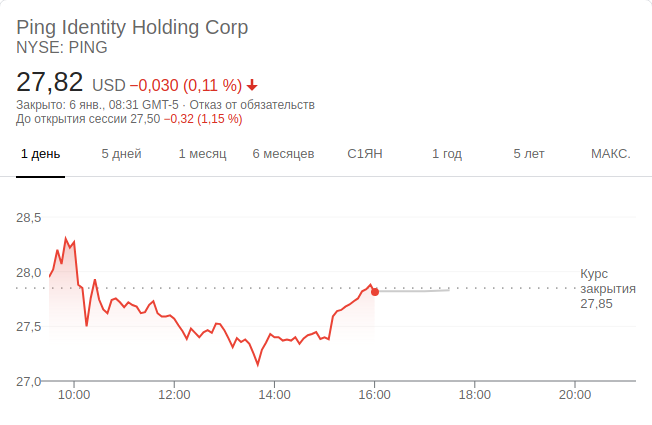 Ping Identity Holding Corp
NYSE: PING
27,82 USD −0,030 (0,11 %)
Закрыто: 6 янв., 08:31 GMT-5 · Отказ от обязательств
До открытия сессии 27,50 −0,32 (1,15 %)
1 день 5 дней 1 месяц 6 месяцев С1ЯН 1 год 5 лет МАКС.
28,5
28,0
Курс
закрытия
27,85
27,5
27,0
10:00 12:00 14:00 16:00 18:00 20:00